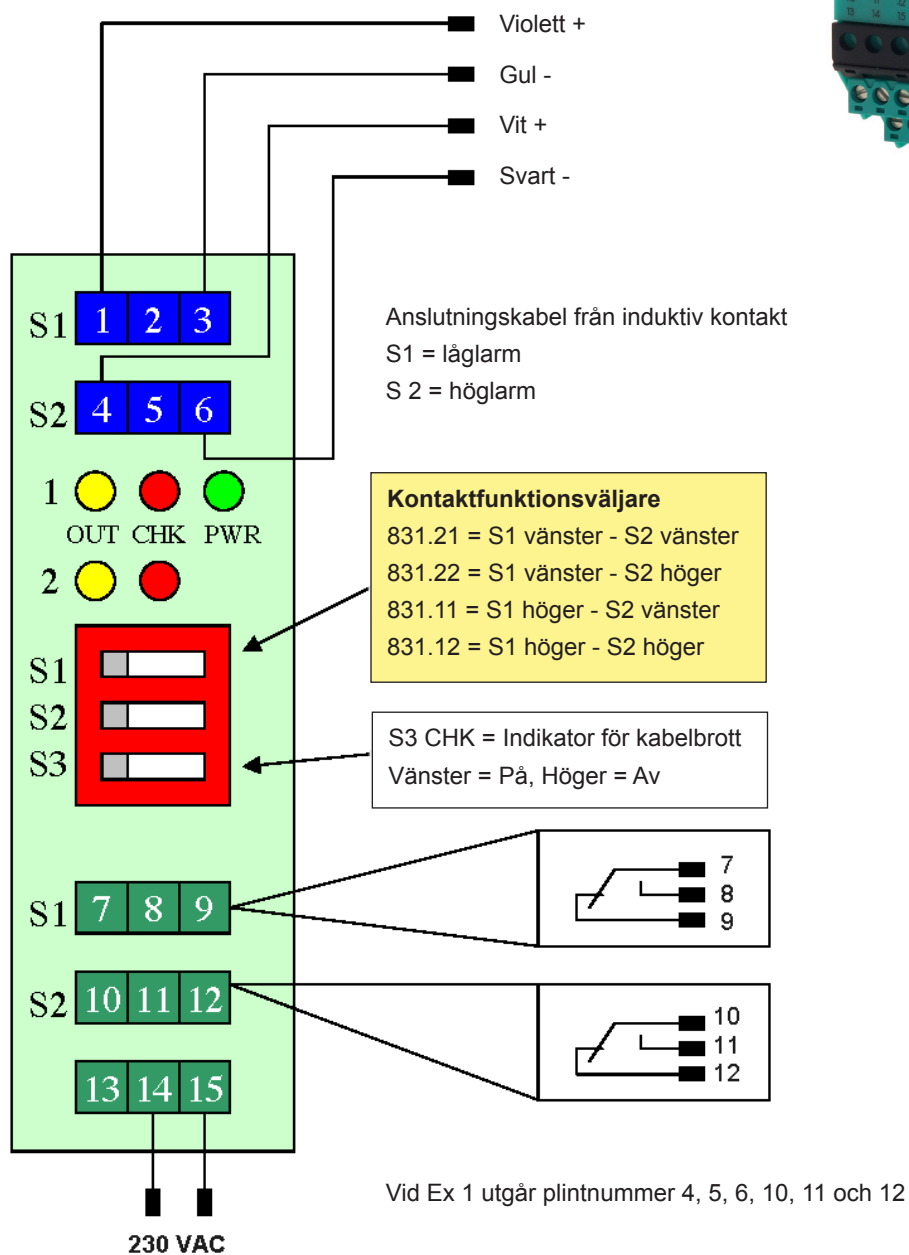 Violett +
Gul -
Vit +
Svart -
13 14 15
S1 1 2 3
S2 4 5 6
Anslutningskabel från induktiv kontakt
S1 = låglarm
S 2 = höglarm
1
OUT CHK PWR
2
Kontaktfunktionsväljare
831.21 = S1 vänster - S2 vänster
831.22 = S1 vänster - S2 höger
831.11 = S1 höger - S2 vänster
831.12 = S1 höger - S2 höger
S1
S2
S3
S3 CHK = Indikator för kabelbrott
Vänster = På, Höger = Av
S1 7 8 9
7
8
9
S2 10 11 12
10
11
12
13 14 15
230 VAC
Vid Ex 1 utgår plintnummer 4, 5, 6, 10, 11 och 12